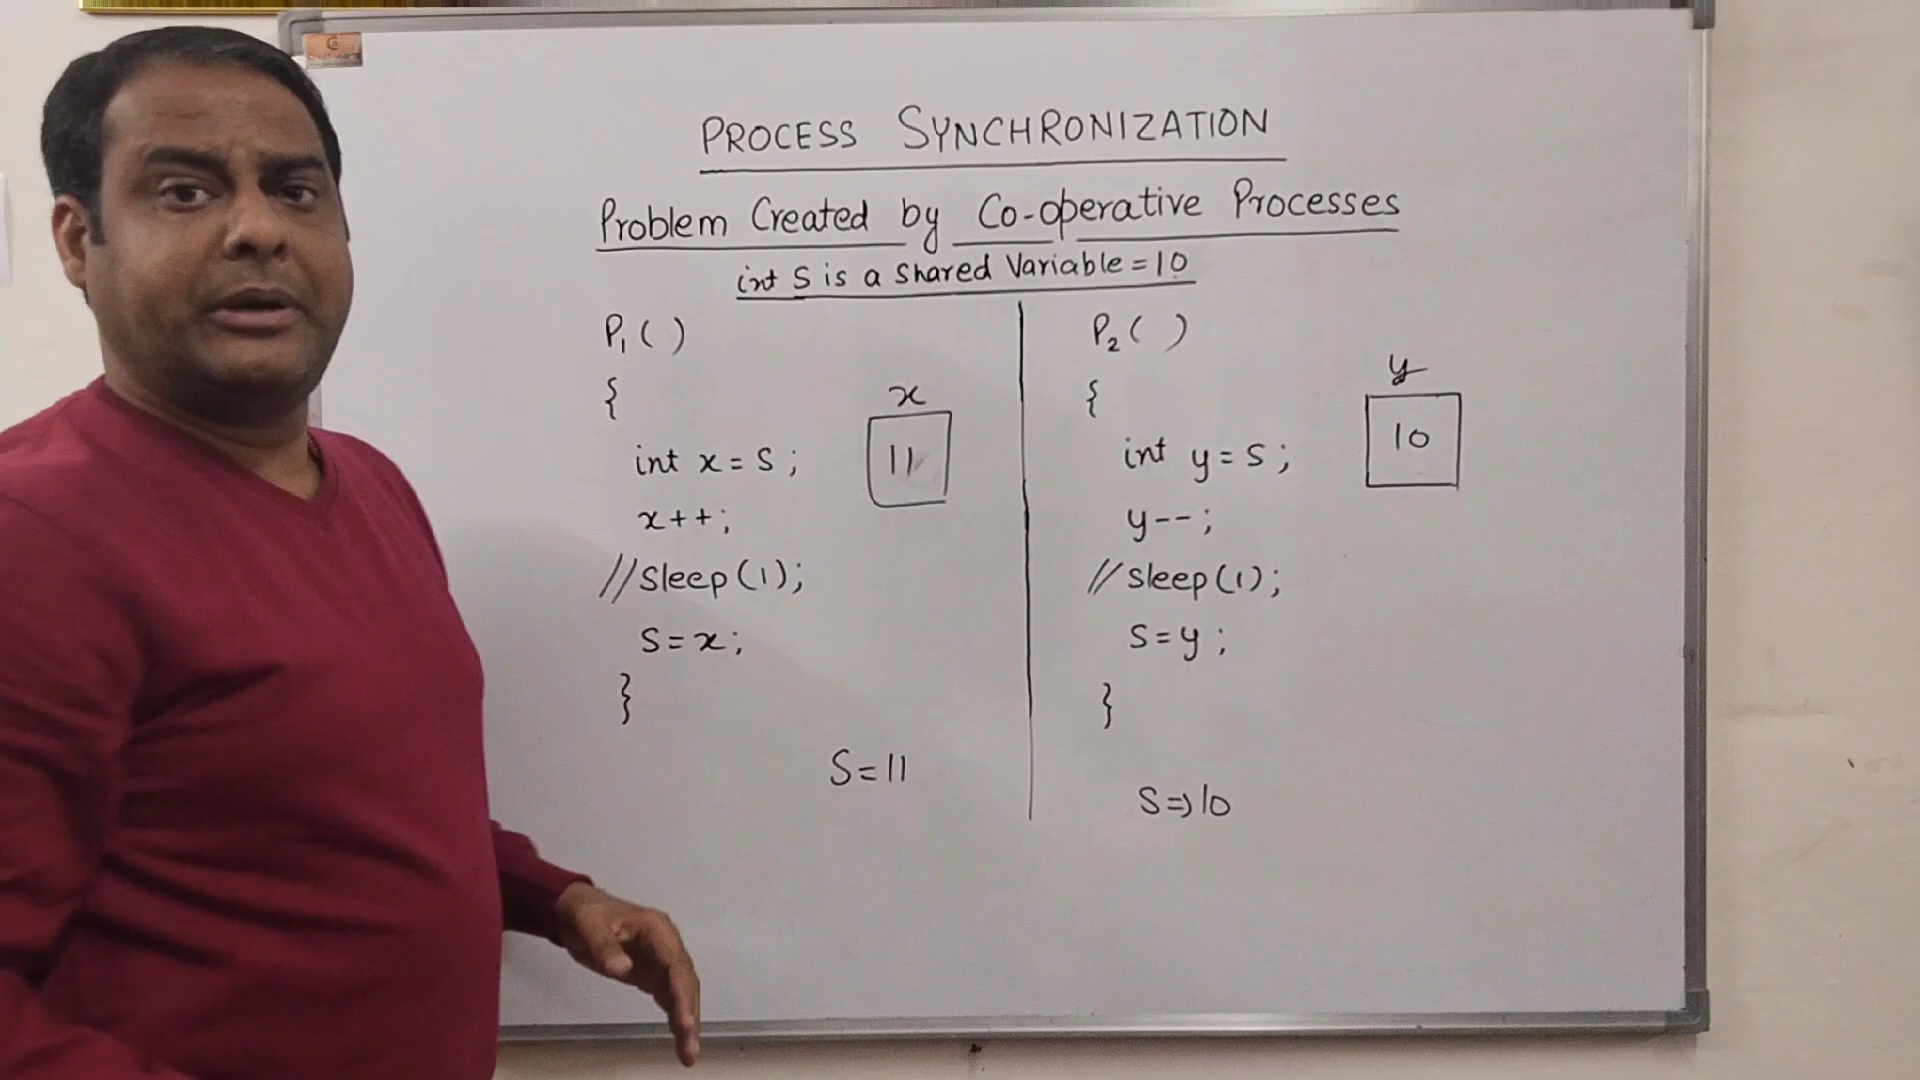 PROCESS SYNCHRONIZATION
Problem Created by Co-operative Processes
int S is a Shared Variable = 10
P₁ ( )
{
int x = S ;
x++;
//Sleep(1);
S = x;
}
x
11
S = 11
P₂ ( )
{
int y = S ;
y-- ;
//Sleep(1);
S = y ;
}
y
10
S ⇒ 10